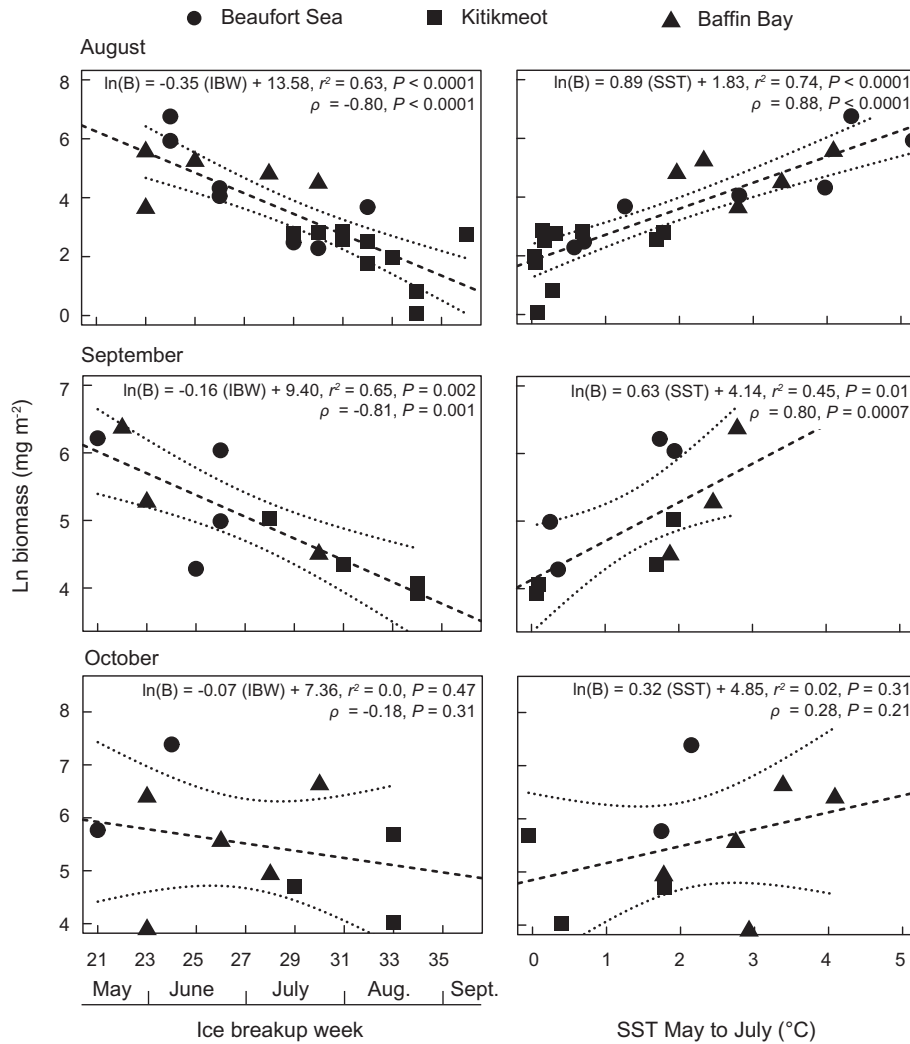 Beaufort Sea Kitikmeot Baffin Bay
August
ln(B) = -0.35 (IBW) + 13.58, r² = 0.63, P < 0.0001
ρ = -0.80, P < 0.0001
ln(B) = 0.89 (SST) + 1.83, r² = 0.74, P < 0.0001
ρ = 0.88, P < 0.0001
8
6
4
2
0
September
ln(B) = -0.16 (IBW) + 9.40, r² = 0.65, P = 0.002
ρ = -0.81, P = 0.001
ln(B) = 0.63 (SST) + 4.14, r² = 0.45, P = 0.01
ρ = 0.80, P = 0.0007
7
6
5
4
Ln biomass (mg m⁻²)
October
ln(B) = -0.07 (IBW) + 7.36, r² = 0.0, P = 0.47
ρ = -0.18, P = 0.31
ln(B) = 0.32 (SST) + 4.85, r² = 0.02, P = 0.31
ρ = 0.28, P = 0.21
8
7
6
5
4
21 23 25 27 29 31 33 35
0 1 2 3 4 5
May June July Aug. Sept.
Ice breakup week
SST May to July (°C)